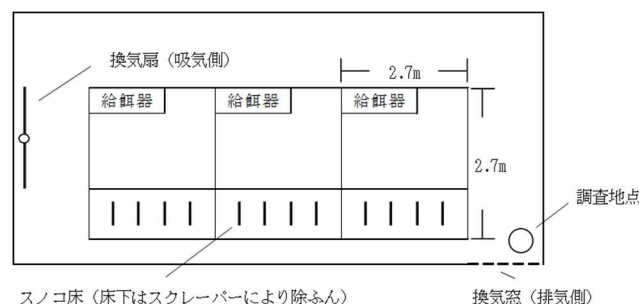 換気扇（吸気側）
2.7m
給餌器
給餌器
給餌器
2.7m
調査地点
スノコ床（床下はスクレーパーにより除ふん）
換気窓（排気側）